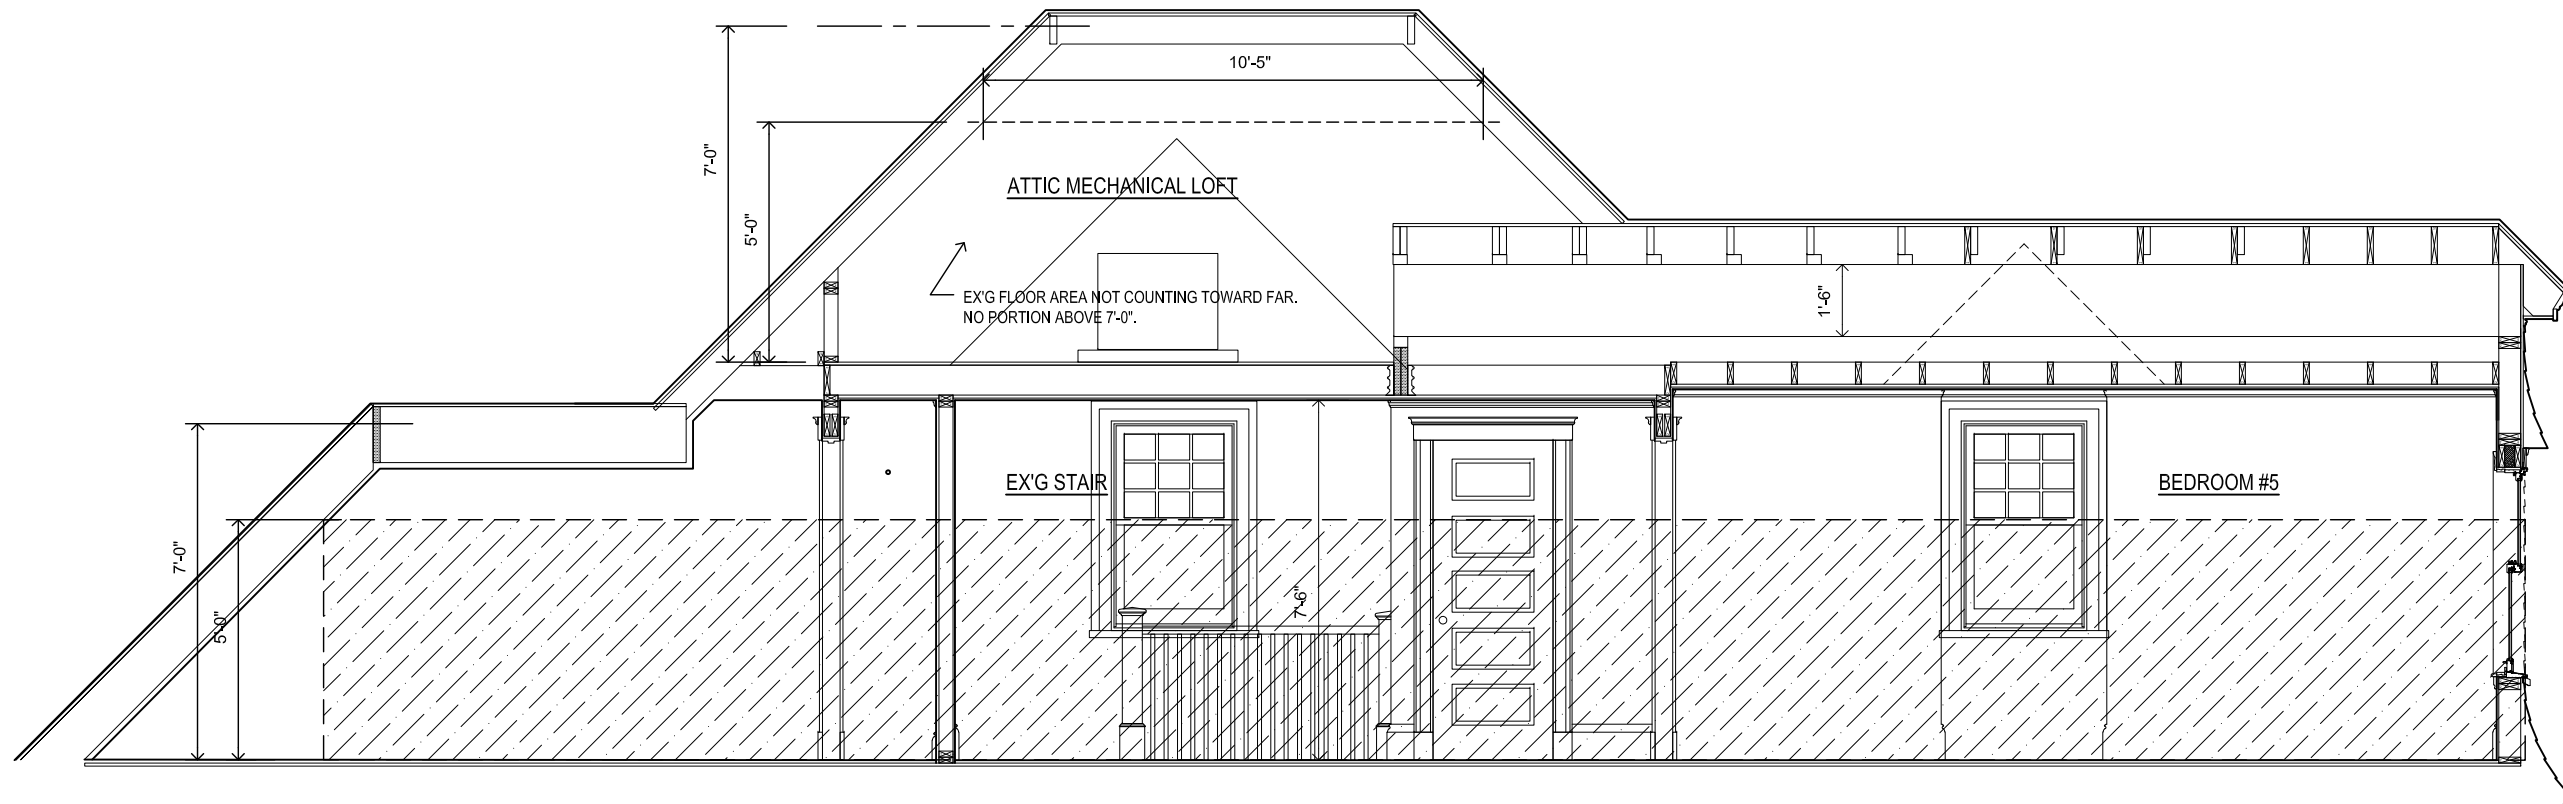 10'-5"
7'-0"
5'-0"
ATTIC MECHANICAL LOFT
EX'G FLOOR AREA NOT COUNTING TOWARD FAR.
NO PORTION ABOVE 7'-0".
1'-6"
EX'G STAIR
BEDROOM #5
7'-0"
5'-0"
7'-6"